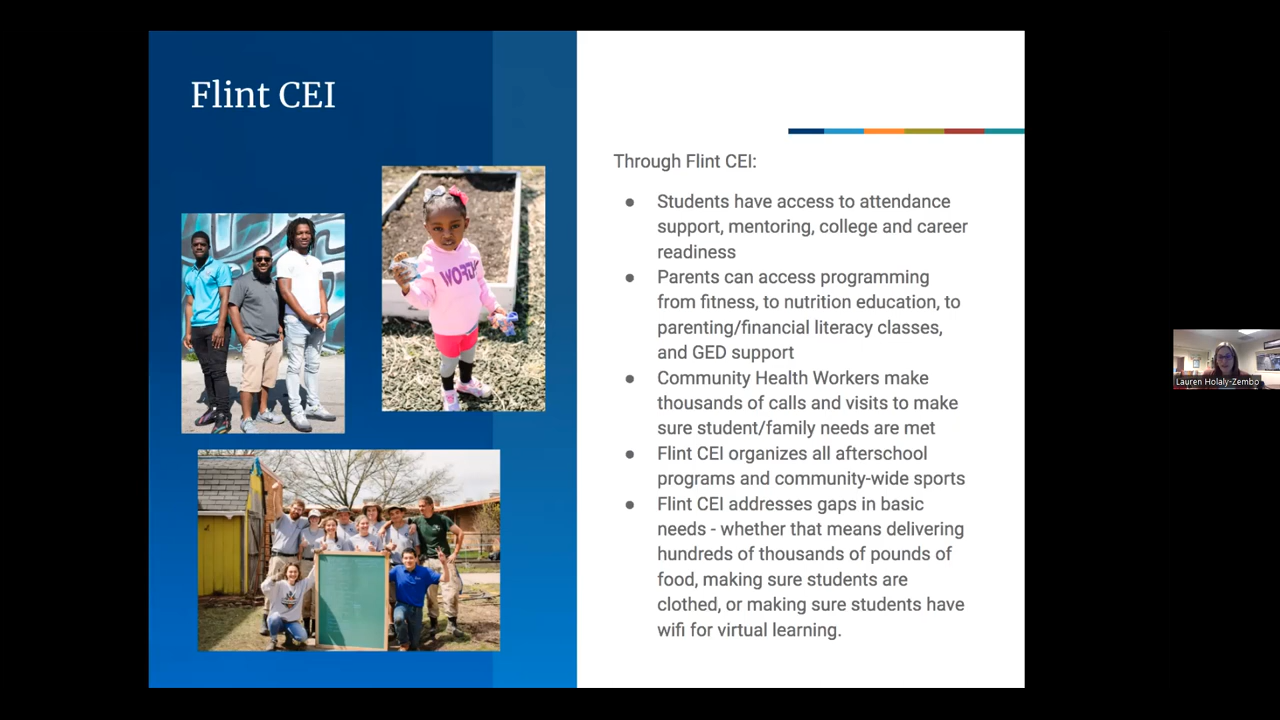 Flint CEI
Through Flint CEI:
● Students have access to attendance
support, mentoring, college and career
readiness
● Parents can access programming
from fitness, to nutrition education, to
parenting/financial literacy classes,
and GED support
● Community Health Workers make
thousands of calls and visits to make
sure student/family needs are met
● Flint CEI organizes all afterschool
programs and community-wide sports
● Flint CEI addresses gaps in basic
needs - whether that means delivering
hundreds of thousands of pounds of
food, making sure students are
clothed, or making sure students have
wifi for virtual learning.
Lauren Holaly-Zembo